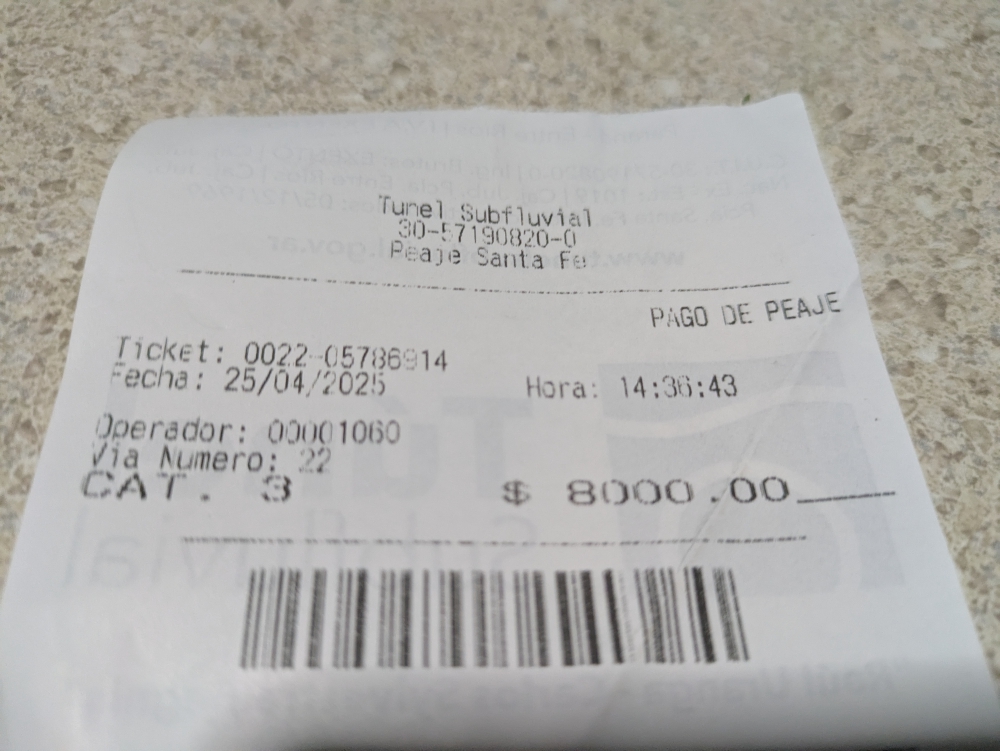 Tunel Subfluvial
30-57190820-0
Peaje Santa Fe
PAGO DE PEAJE
Ticket: 0022-05786914
Fecha: 25/04/2025 Hora: 14:36:43
Operador: 00001060
Via Numero: 22
CAT. 3 $ 8000.00